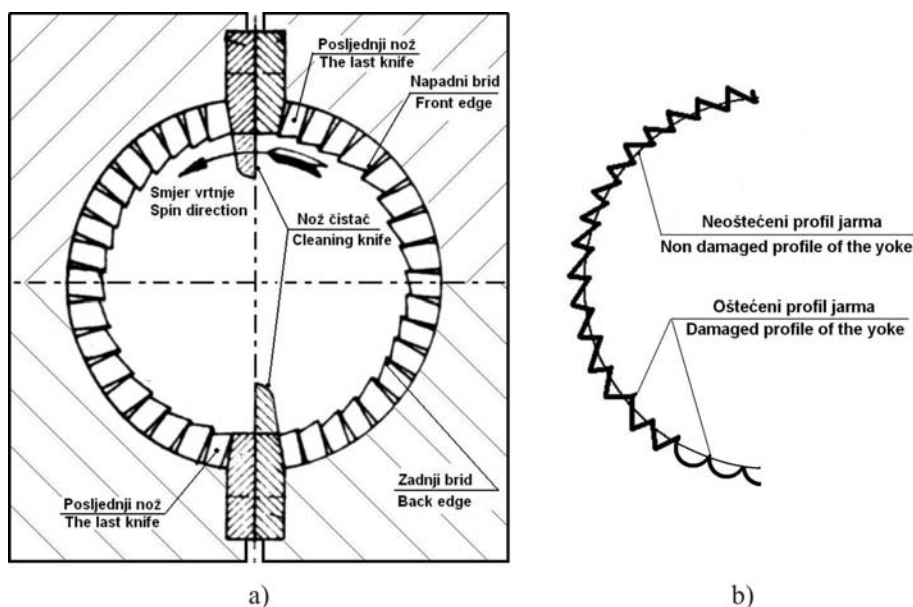 Posljednji nož
The last knife
Napadni brid
Front edge
Smjer vrtnje
Spin direction
Nož čistač
Cleaning knife
Zadnji brid
Back edge
Posljednji nož
The last knife
a)
Neoštećeni profil jarma
Non damaged profile of the yoke
Oštećeni profil jarma
Damaged profile of the yoke
b)